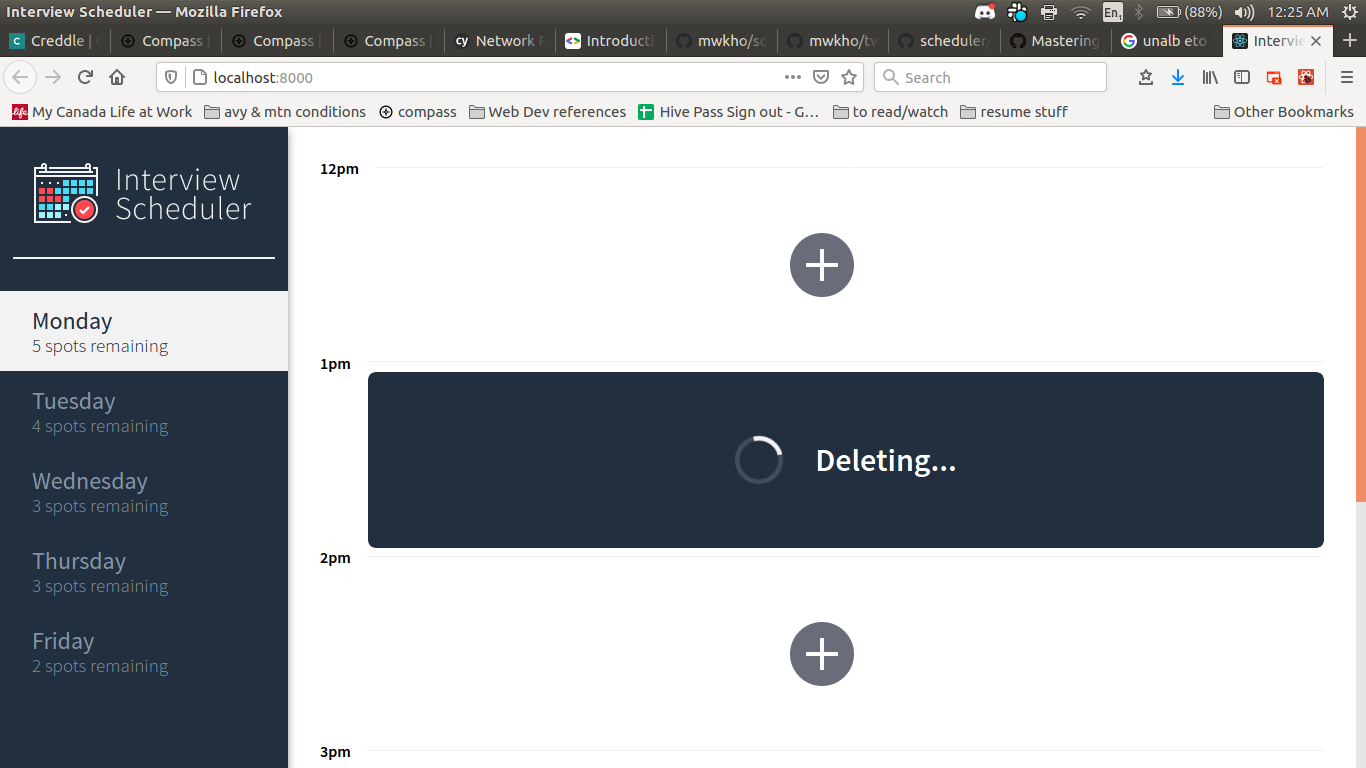 Interview Scheduler — Mozilla Firefox
En1 (88%) 12:25 AM
Creddle | Compass | Compass | Compass | cy Network Introducti mwkho/sc mwkho/tv scheduler/ Mastering unalb eto Intervie
localhost:8000
Search
life My Canada Life at Work avy & mtn conditions compass Web Dev references Hive Pass Sign out - G… to read/watch resume stuff Other Bookmarks
Interview
Scheduler
Monday
5 spots remaining
Tuesday
4 spots remaining
Wednesday
3 spots remaining
Thursday
3 spots remaining
Friday
2 spots remaining
12pm
1pm
Deleting...
2pm
3pm